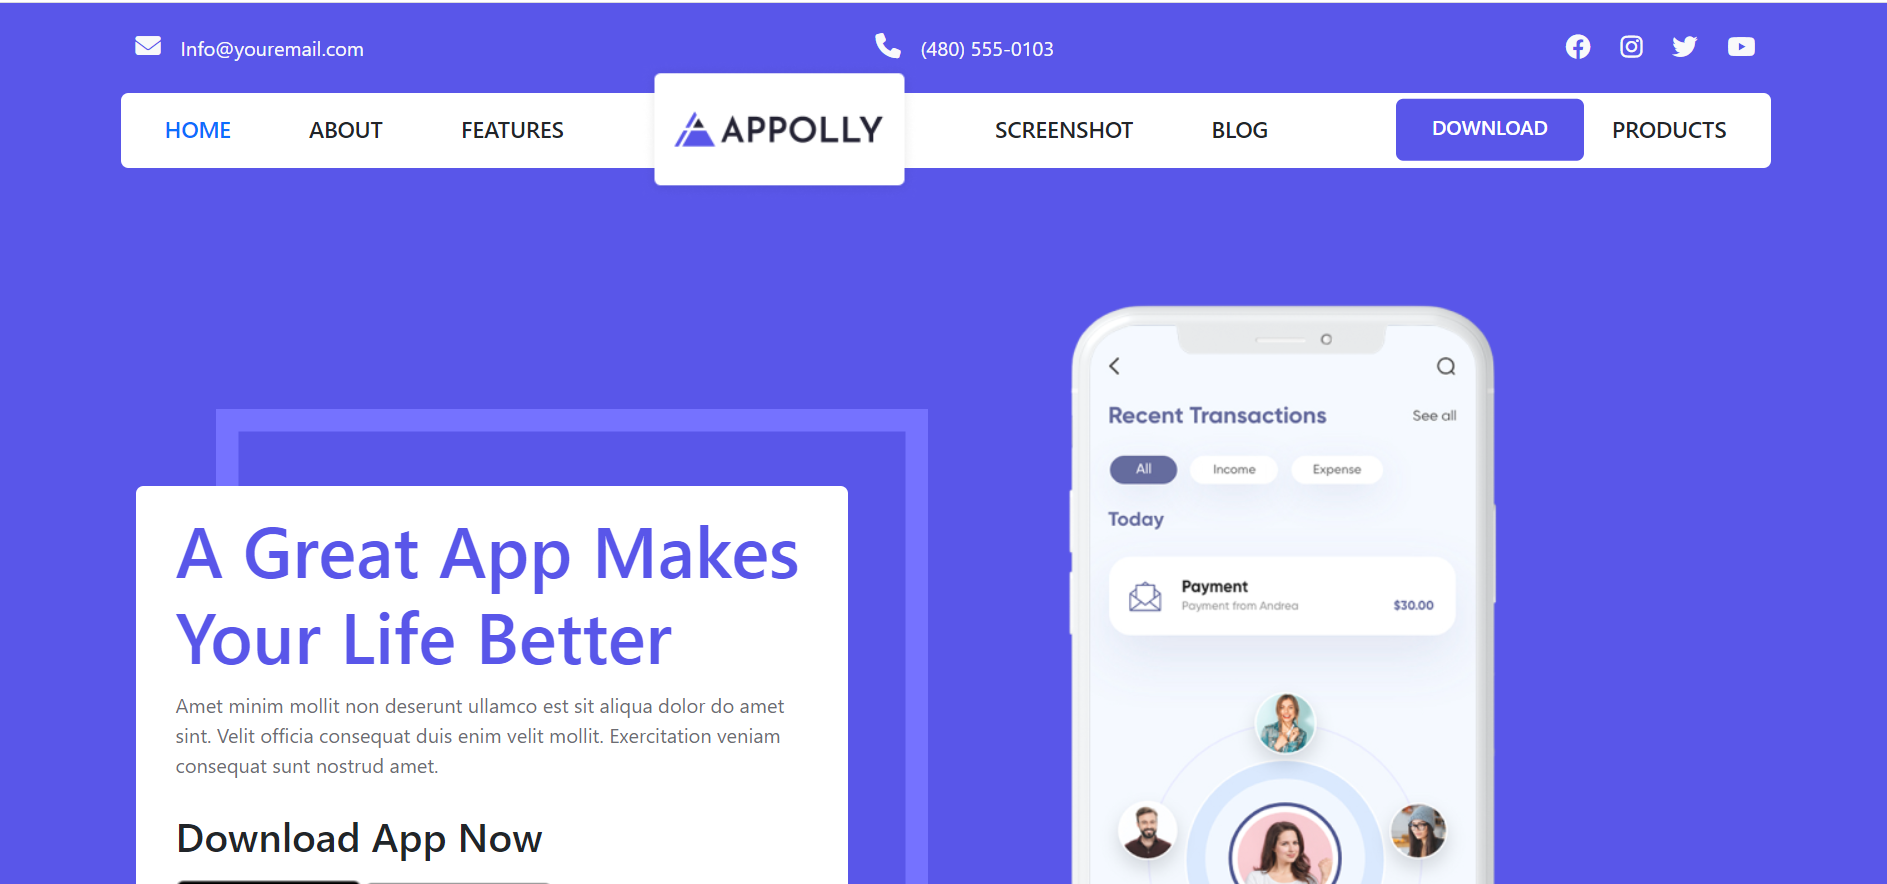 Info@youremail.com
(480) 555-0103
HOME
ABOUT
FEATURES
APPOLLY
SCREENSHOT
BLOG
DOWNLOAD
PRODUCTS
A Great App Makes
Your Life Better
Amet minim mollit non deserunt ullamco est sit aliqua dolor do amet
sint. Velit officia consequat duis enim velit mollit. Exercitation veniam
consequat sunt nostrud amet.
Download App Now
Recent Transactions
See all
All
Income
Expense
Today
Payment
Payment from Andrea
$30.00